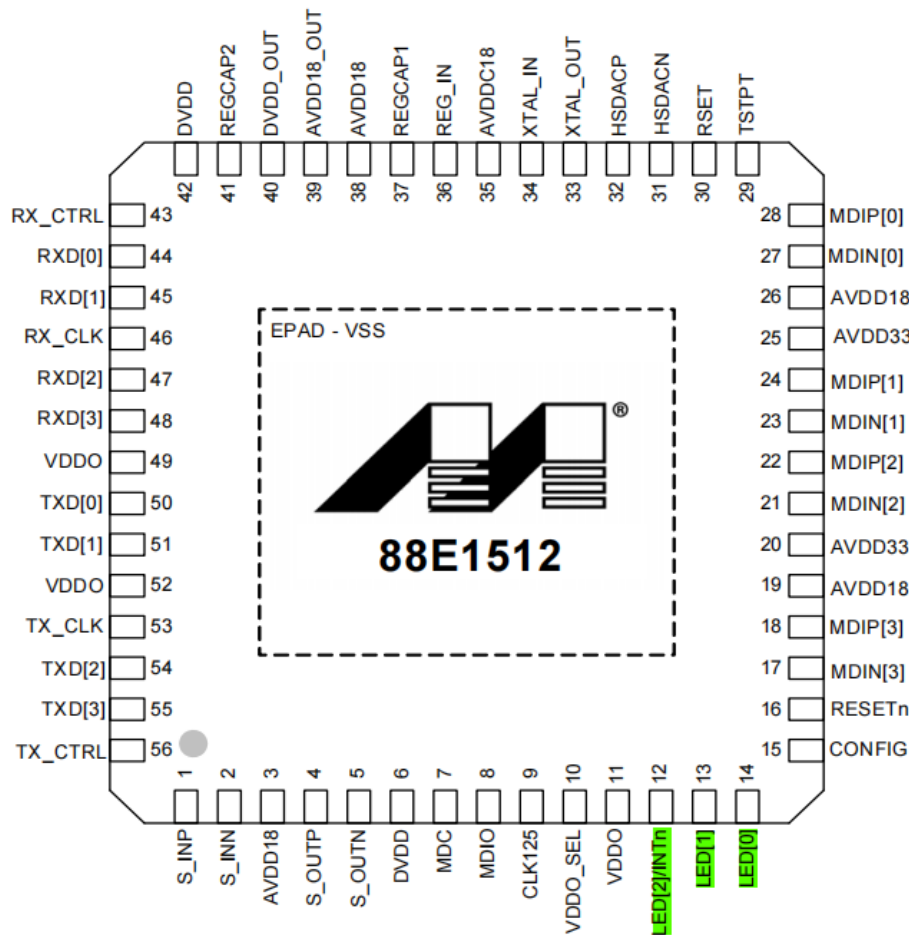 DVDD
REGCAP2
DVDD_OUT
AVDD18_OUT
AVDD18
REGCAP1
REG_IN
AVDDC18
XTAL_IN
XTAL_OUT
HSDACP
HSDACN
RSET
TSTPT
42 41 40 39 38 37 36 35 34 33 32 31 30 29
RX_CTRL 43
RXD[0] 44
RXD[1] 45
RX_CLK 46
RXD[2] 47
RXD[3] 48
VDDO 49
TXD[0] 50
TXD[1] 51
VDDO 52
TX_CLK 53
TXD[2] 54
TXD[3] 55
TX_CTRL 56
EPAD - VSS
®
88E1512
28 MDIP[0]
27 MDIN[0]
26 AVDD18
25 AVDD33
24 MDIP[1]
23 MDIN[1]
22 MDIP[2]
21 MDIN[2]
20 AVDD33
19 AVDD18
18 MDIP[3]
17 MDIN[3]
16 RESETn
15 CONFIG
1 2 3 4 5 6 7 8 9 10 11 12 13 14
S_INP
S_INN
AVDD18
S_OUTP
S_OUTN
DVDD
MDC
MDIO
CLK125
VDDO_SEL
VDDO
LED[2]/INTn
LED[1]
LED[0]